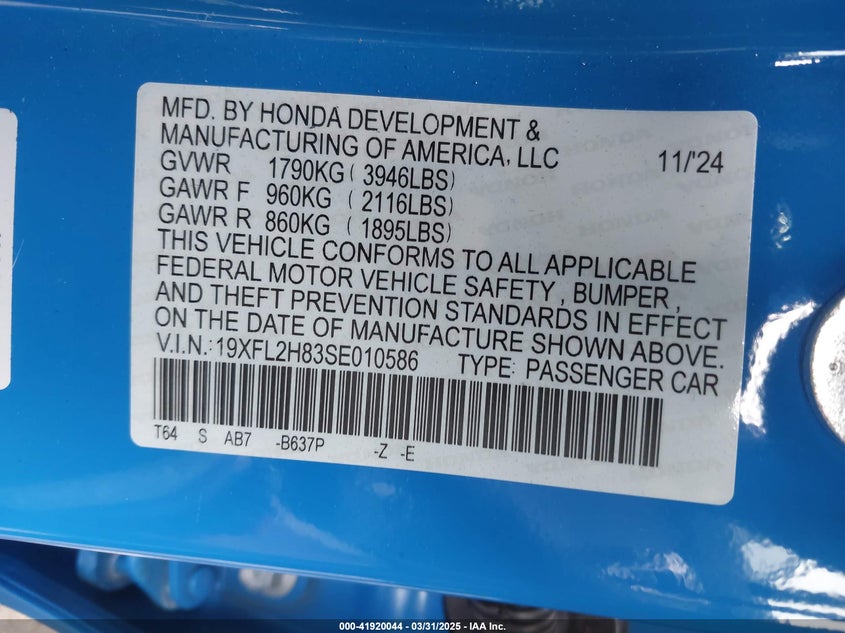 MFD. BY HONDA DEVELOPMENT &
MANUFACTURING OF AMERICA, LLC 11/'24
GVWR 1790KG ( 3946LBS)
GAWR F 960KG ( 2116LBS)
GAWR R 860KG ( 1895LBS)
THIS VEHICLE CONFORMS TO ALL APPLICABLE
FEDERAL MOTOR VEHICLE SAFETY , BUMPER ,
AND THEFT PREVENTION STANDARDS IN EFFECT
ON THE DATE OF MANUFACTURE SHOWN ABOVE.
V.I.N.:19XFL2H83SE010586 TYPE: PASSENGER CAR
T64 S AB7 -B637P -Z -E
000-41920044 - 03/31/2025 - IAA Inc.